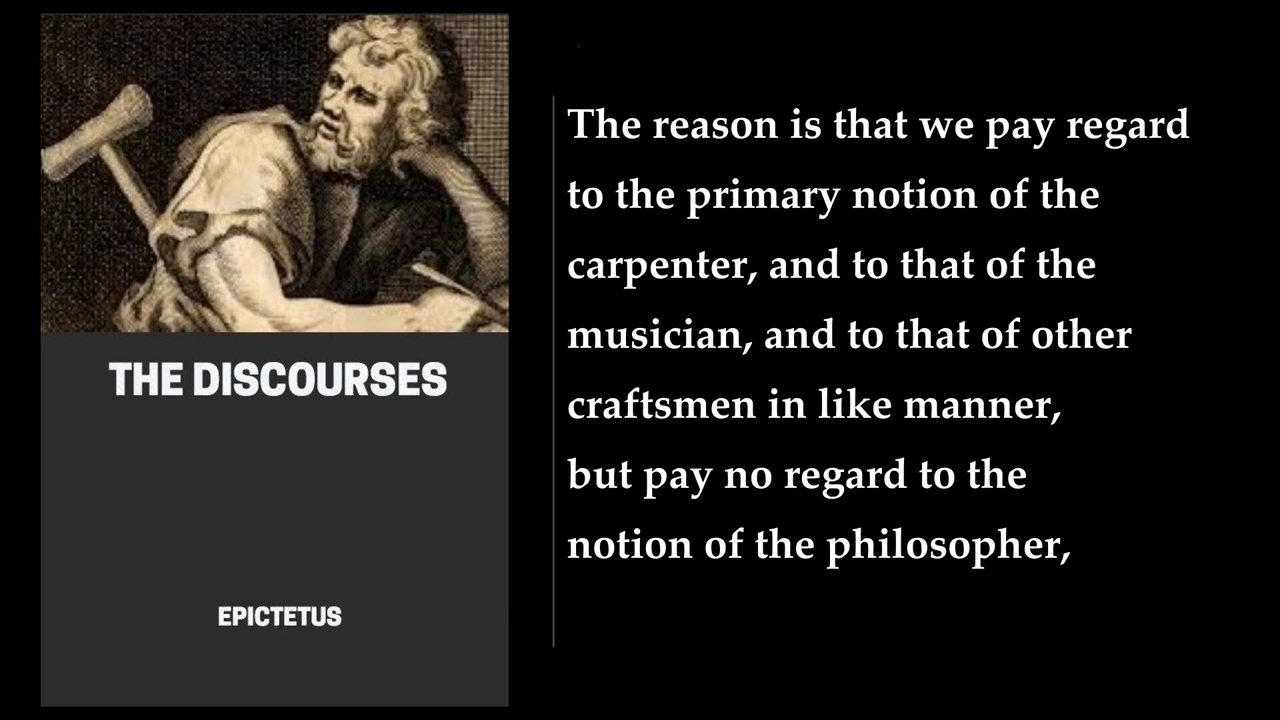 THE DISCOURSES
EPICTETUS
The reason is that we pay regard
to the primary notion of the
carpenter, and to that of the
musician, and to that of other
craftsmen in like manner,
but pay no regard to the
notion of the philosopher,